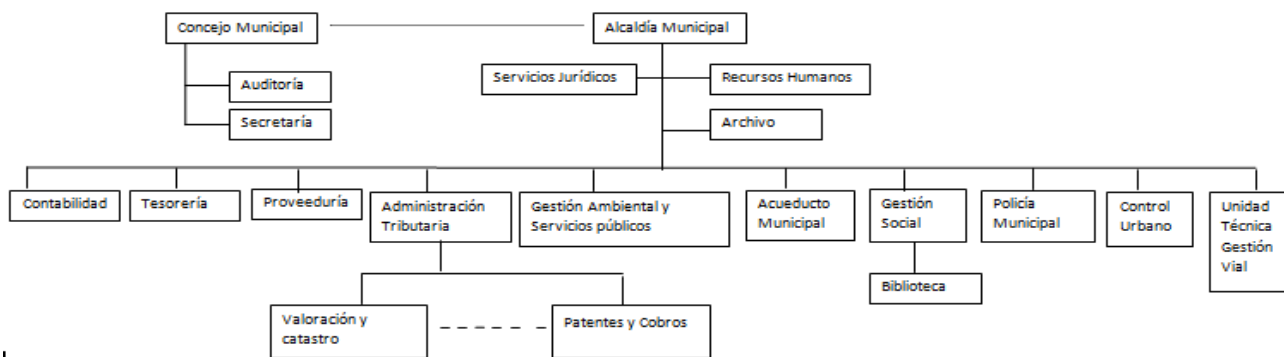 Concejo Municipal
Alcaldía Municipal
Servicios Jurídicos
Recursos Humanos
Auditoría
Secretaría
Archivo
Contabilidad
Tesorería
Proveeduría
Administración
Tributaria
Gestión Ambiental y
Servicios públicos
Acueducto
Municipal
Gestión
Social
Policía
Municipal
Control
Urbano
Unidad
Técnica
Gestión
Vial
Biblioteca
Valoración y
catastro
Patentes y Cobros